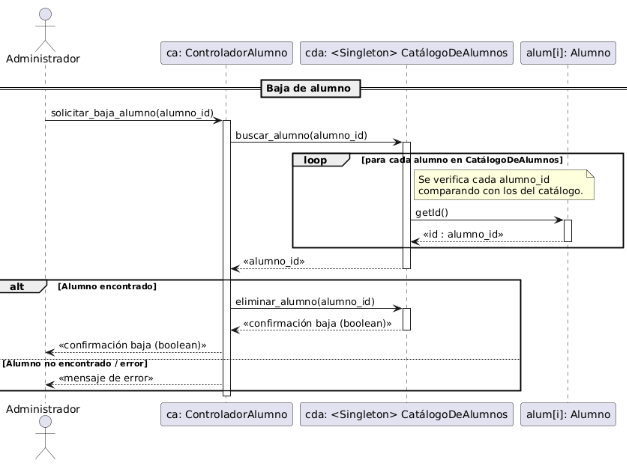 Administrador
ca: ControladorAlumno
cda: <Singleton> CatálogoDeAlumnos
alum[i]: Alumno
Baja de alumno
solicitar_baja_alumno(alumno_id)
buscar_alumno(alumno_id)
loop
[para cada alumno en CatálogoDeAlumnos]
Se verifica cada alumno_id
comparando con los del catálogo.
getId()
«id : alumno_id»
«alumno_id»
alt
[Alumno encontrado]
eliminar_alumno(alumno_id)
«confirmación baja (boolean)»
«confirmación baja (boolean)»
[Alumno no encontrado / error]
«mensaje de error»
Administrador
ca: ControladorAlumno
cda: <Singleton> CatálogoDeAlumnos
alum[i]: Alumno